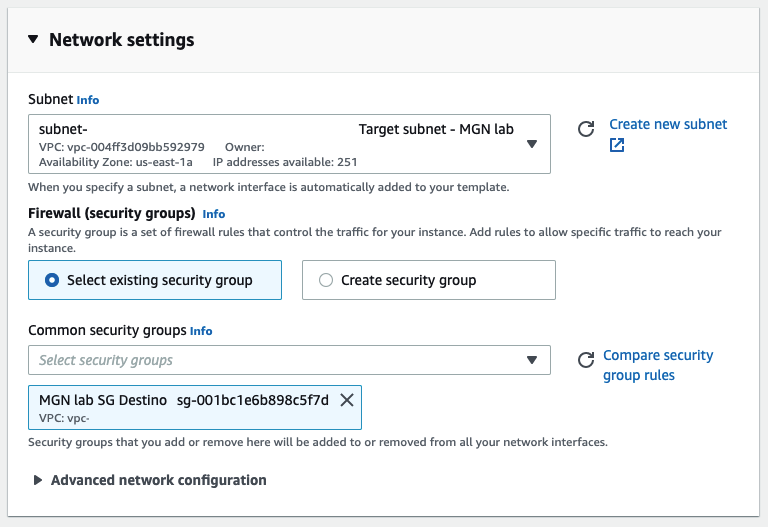 Network settings
Subnet Info
subnet- Target subnet - MGN lab
VPC: vpc-004ff3d09bb592979 Owner:
Availability Zone: us-east-1a IP addresses available: 251
Create new subnet
When you specify a subnet, a network interface is automatically added to your template.
Firewall (security groups) Info
A security group is a set of firewall rules that control the traffic for your instance. Add rules to allow specific traffic to reach your
instance.
Select existing security group
Create security group
Common security groups Info
Select security groups
Compare security
group rules
MGN lab SG Destino sg-001bc1e6b898c5f7d
VPC: vpc-
Security groups that you add or remove here will be added to or removed from all your network interfaces.
Advanced network configuration